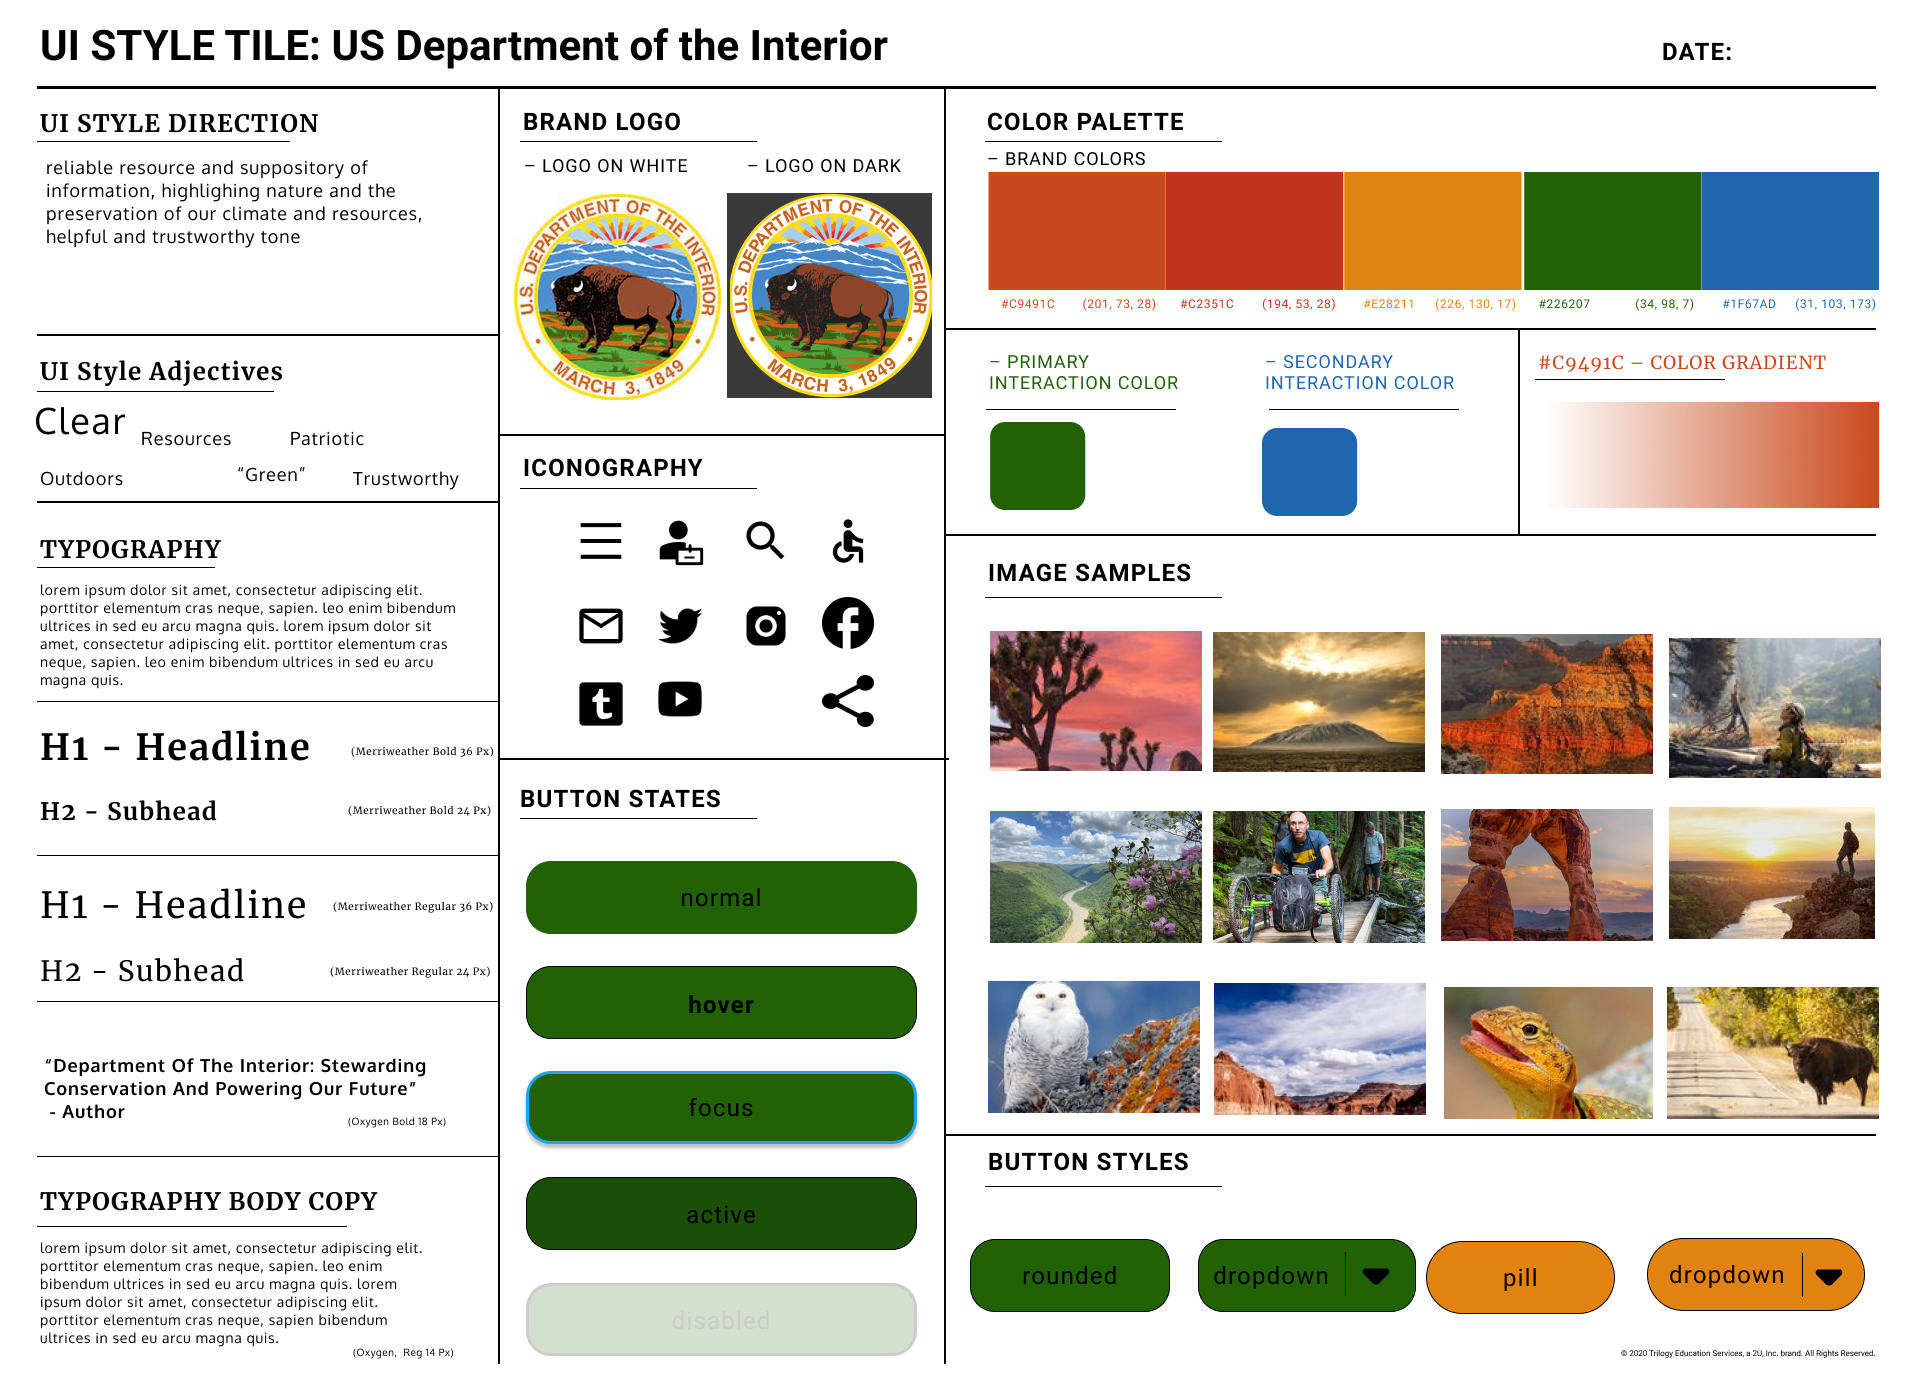 UI STYLE TILE: US Department of the Interior
DATE:
UI STYLE DIRECTION
reliable resource and suppository of
information, highlighing nature and the
preservation of our climate and resources,
helpful and trustworthy tone
UI Style Adjectives
Clear
Resources
Patriotic
Outdoors
“Green”
Trustworthy
TYPOGRAPHY
lorem ipsum dolor sit amet, consectetur adipiscing elit.
porttitor elementum cras neque, sapien. leo enim bibendum
ultrices in sed eu arcu magna quis. lorem ipsum dolor sit
amet, consectetur adipiscing elit. porttitor elementum cras
neque, sapien. leo enim bibendum ultrices in sed eu arcu
magna quis.
H1 - Headline
(Merriweather Bold 36 Px)
H2 - Subhead
(Merriweather Bold 24 Px)
H1 - Headline
(Merriweather Regular 36 Px)
H2 - Subhead
(Merriweather Regular 24 Px)
“Department Of The Interior: Stewarding
Conservation And Powering Our Future”
- Author
(Oxygen Bold 18 Px)
TYPOGRAPHY BODY COPY
lorem ipsum dolor sit amet, consectetur adipiscing elit.
porttitor elementum cras neque, sapien. leo enim
bibendum ultrices in sed eu arcu magna quis. lorem
ipsum dolor sit amet, consectetur adipiscing elit.
porttitor elementum cras neque, sapien bibendum
ultrices in sed eu arcu magna quis.
(Oxygen, Reg 14 Px)
BRAND LOGO
– LOGO ON WHITE
– LOGO ON DARK
U.S. DEPARTMENT OF THE INTERIOR
MARCH 3, 1849
U.S. DEPARTMENT OF THE INTERIOR
MARCH 3, 1849
ICONOGRAPHY
BUTTON STATES
normal
hover
focus
active
disabled
COLOR PALETTE
– BRAND COLORS
#C9491C (201, 73, 28)
#C2351C (194, 53, 28)
#E28211 (226, 130, 17)
#226207 (34, 98, 7)
#1F67AD (31, 103, 173)
– PRIMARY
INTERACTION COLOR
– SECONDARY
INTERACTION COLOR
#C9491C – COLOR GRADIENT
IMAGE SAMPLES
BUTTON STYLES
rounded
dropdown
pill
dropdown
© 2020 Trilogy Education Services, a 2U, Inc. brand. All Rights Reserved.